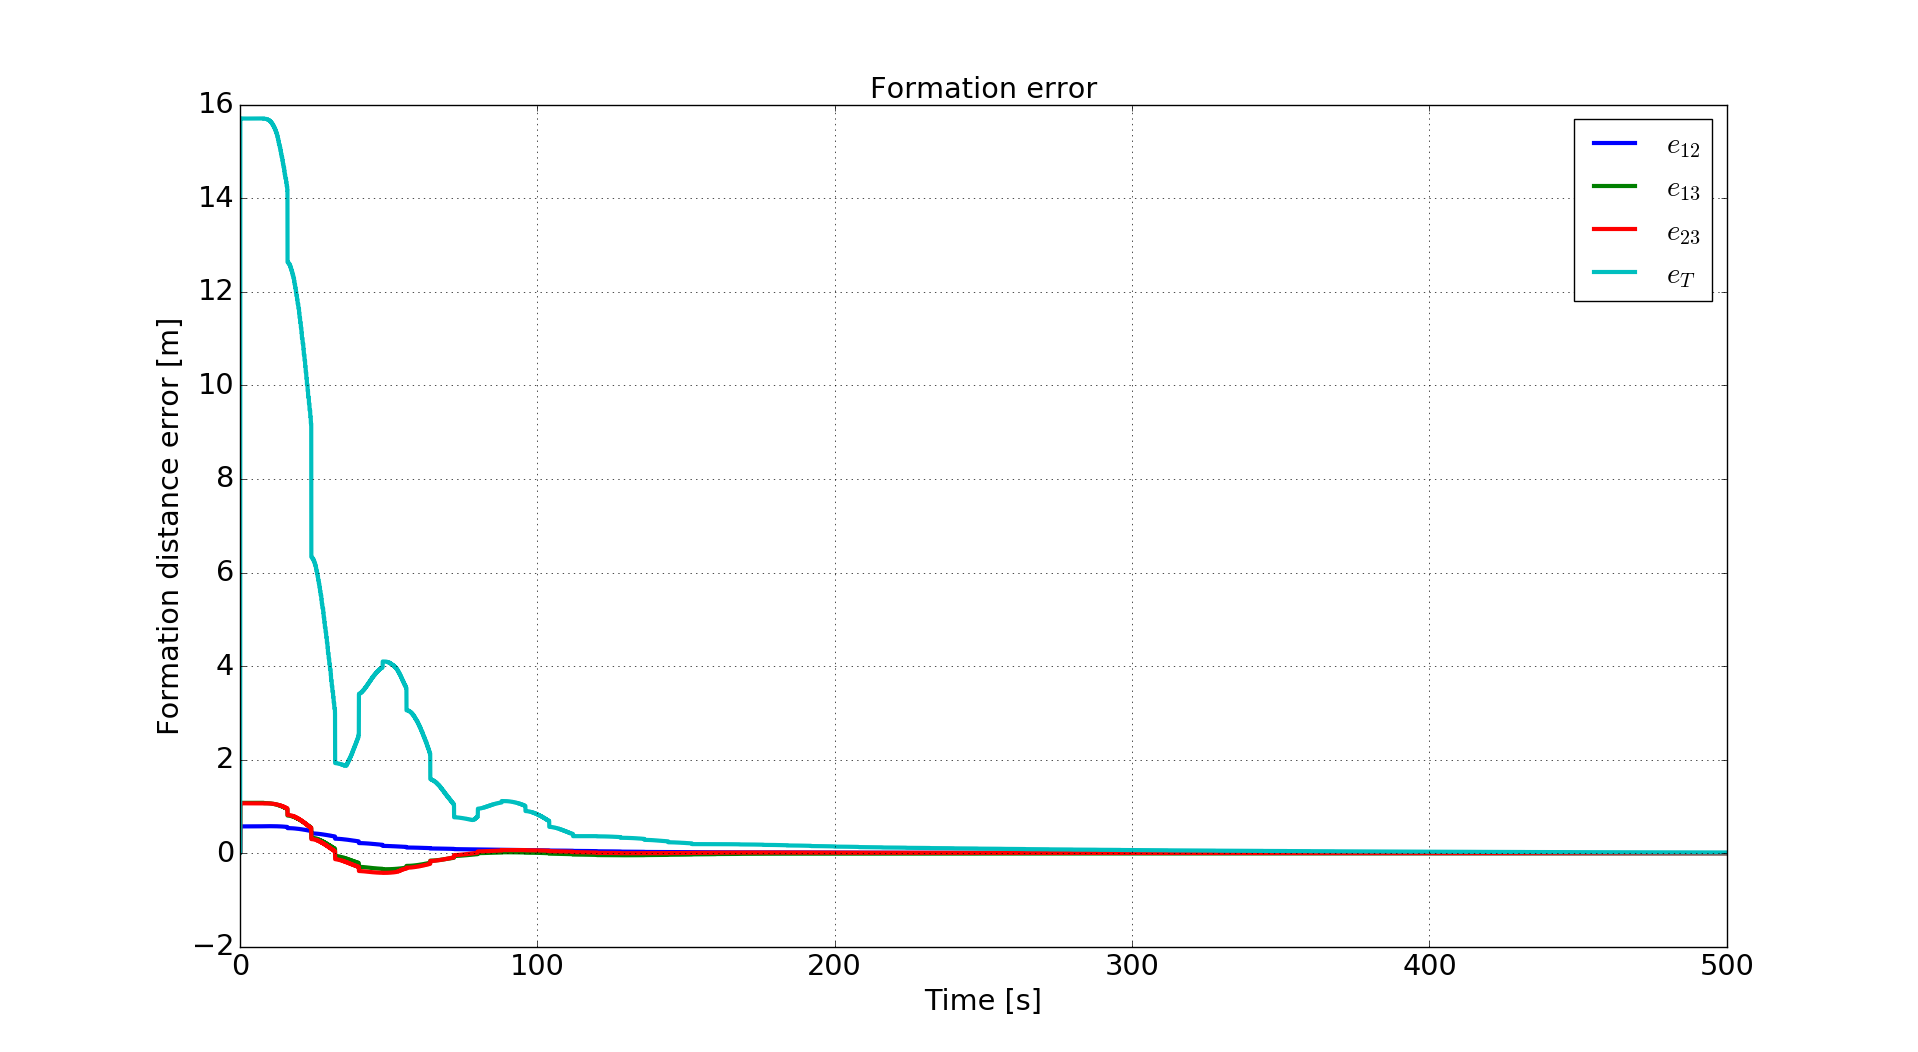 Formation error
16
14
12
10
8
6
4
2
0
−2
Formation distance error [m]
0 100 200 300 400 500
Time [s]
e12
e13
e23
eT